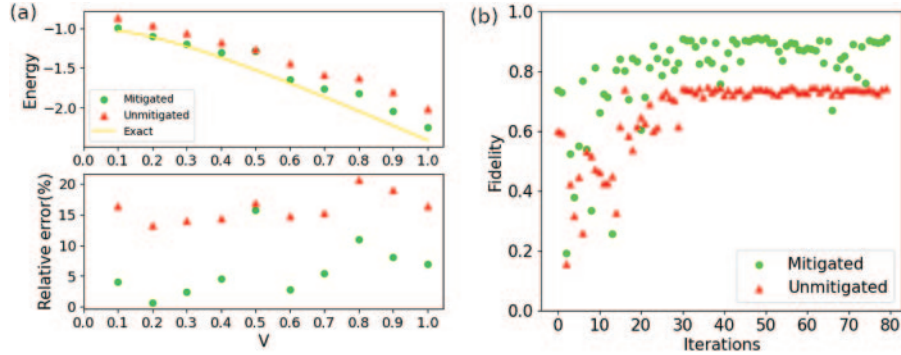 (a)
−1.0
−1.5
−2.0
Energy
Mitigated
Unmitigated
Exact
0.0 0.1 0.2 0.3 0.4 0.5 0.6 0.7 0.8 0.9 1.0
20
15
10
5
0
Relative error(%)
0.0 0.1 0.2 0.3 0.4 0.5 0.6 0.7 0.8 0.9 1.0
V
(b)
1.0
0.8
0.6
0.4
0.2
0.0
Fidelity
Mitigated
Unmitigated
0 10 20 30 40 50 60 70 80
Iterations